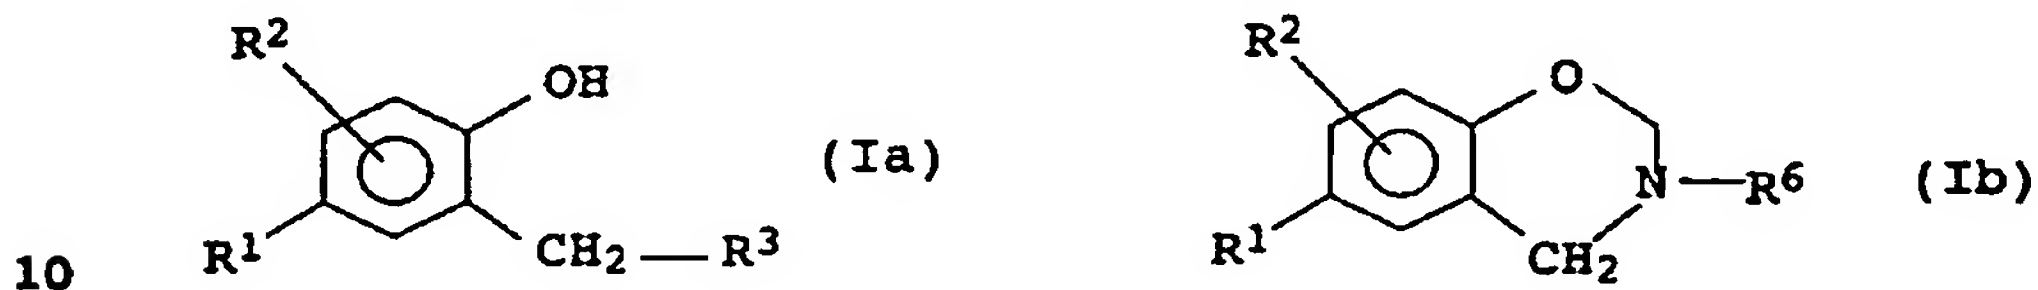 R² R²
OH O
(Ia) N—R⁶ (Ib)
10 R¹ CH₂—R³ R¹ CH₂